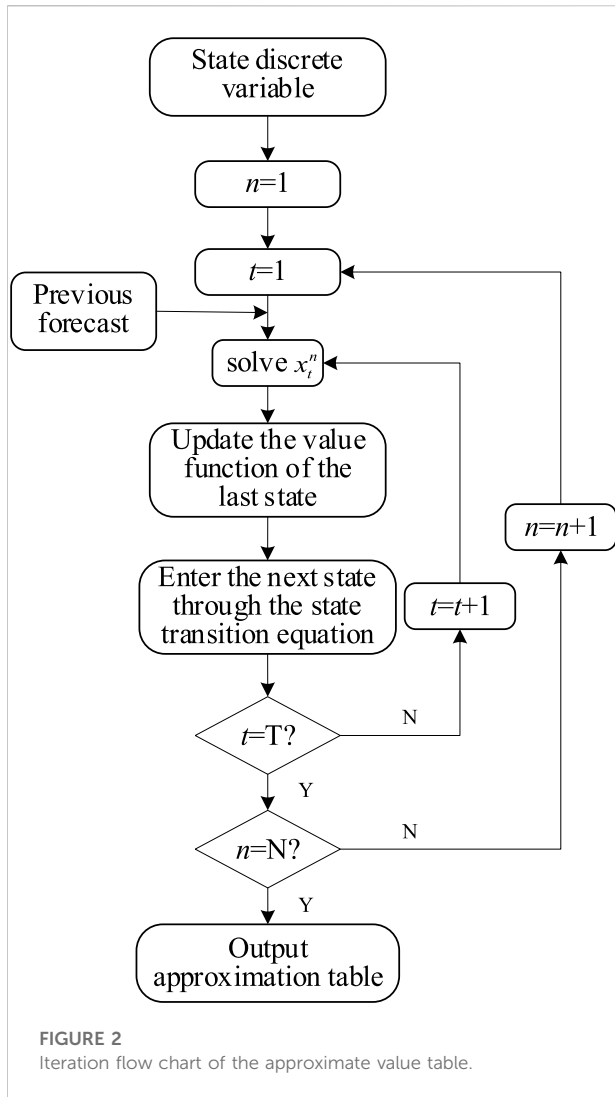 State discrete
variable
n=1
t=1
Previous
forecast
solve xₜⁿ
Update the value
function of the
last state
n=n+1
Enter the next state
through the state
transition equation
t=t+1
t=T?
N
Y
n=N?
N
Y
Output
approximation table
FIGURE 2
Iteration flow chart of the approximate value table.